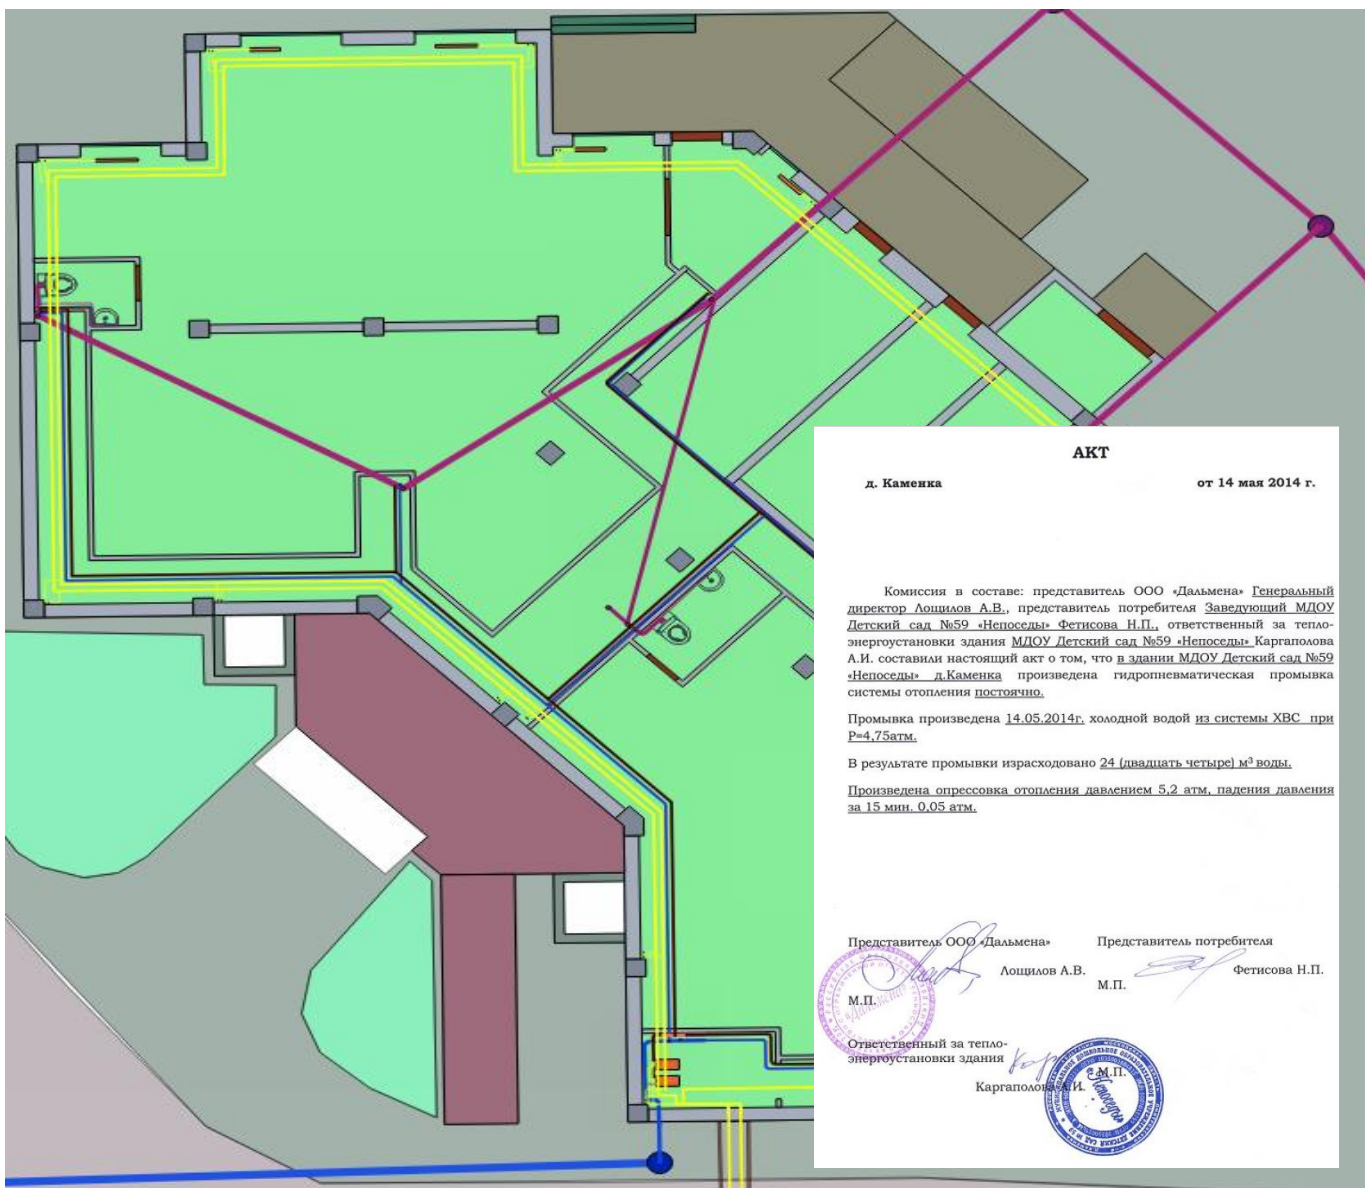 АКТ
д. Каменка от 14 мая 2014 г.
Комиссия в составе: представитель ООО «Дальмена» Генеральный
директор Лощилов А.В., представитель потребителя Заведующий МДОУ
Детский сад №59 «Непоседы» Фетисова Н.П., ответственный за тепло-
энергоустановки здания МДОУ Детский сад №59 «Непоседы» Каргаполова
А.И. составили настоящий акт о том, что в здании МДОУ Детский сад №59
«Непоседы» д.Каменка произведена гидропневматическая промывка
системы отопления постоячно.
Промывка произведена 14.05.2014г. холодной водой из системы ХВС при
Р=4,75атм.
В результате промывки израсходовано 24 (двадцать четыре) м³ воды.
Произведена опрессовка отопления давлением 5,2 атм, падения давления
за 15 мин. 0,05 атм.
Представитель ООО «Дальмена» Представитель потребителя
Лощилов А.В. Фетисова Н.П.
М.П. М.П.
«Дальмена»
Ответственный за тепло-
энергоустановки здания
М.П.
Каргаполова А.И.
«Непоседы»